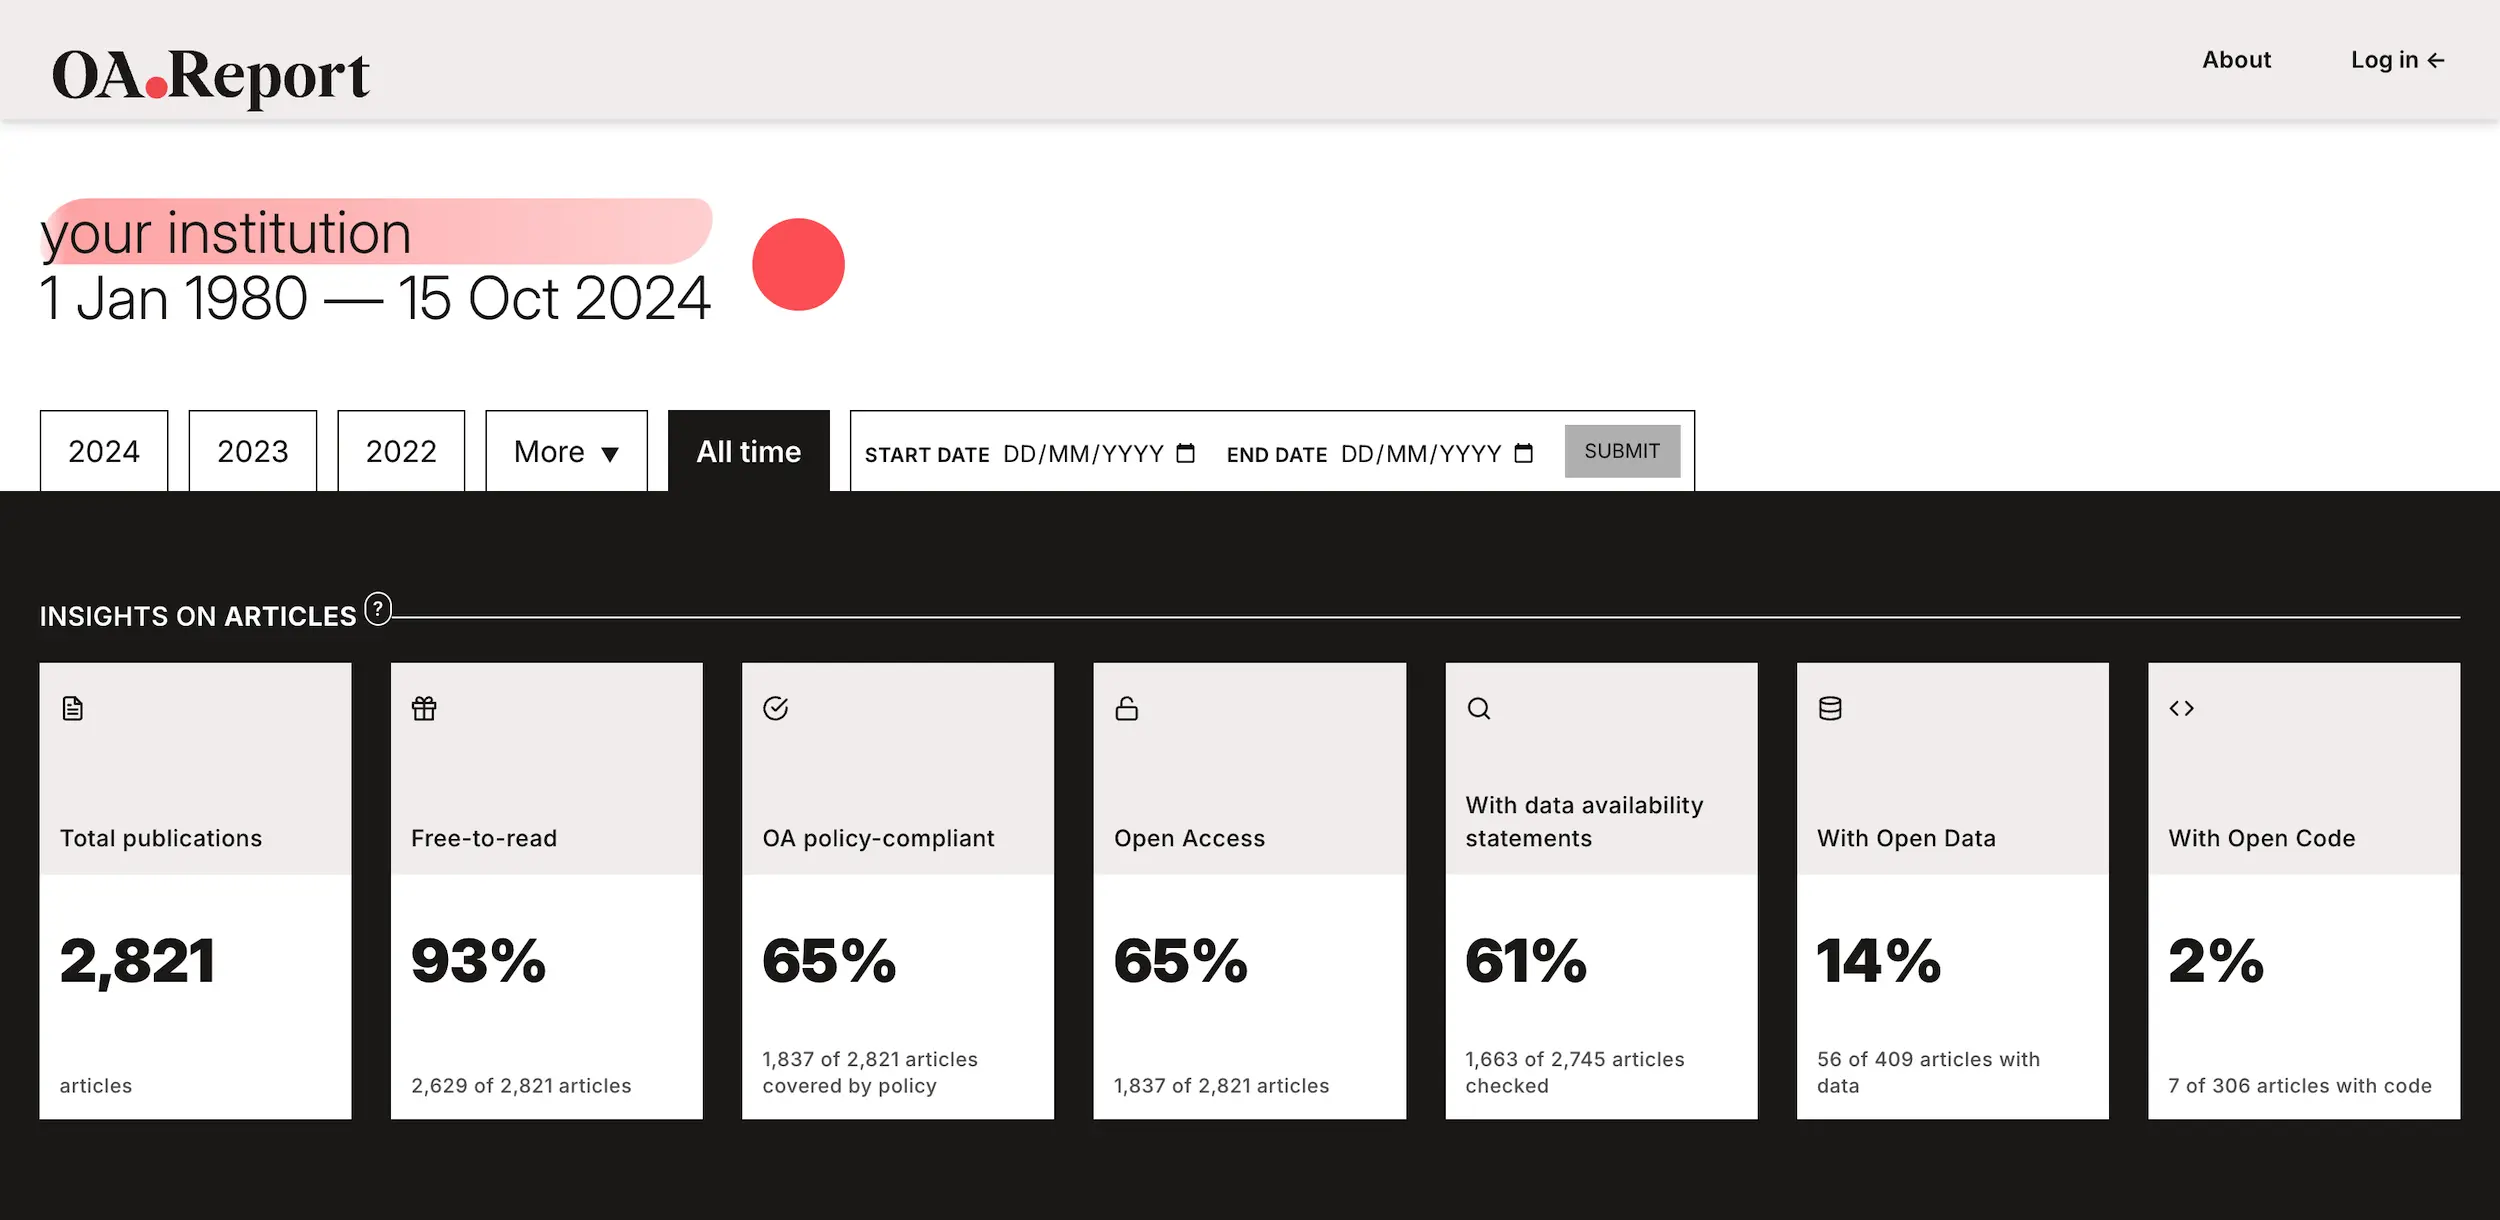 OA.Report
About
Log in ←
your institution
1 Jan 1980 — 15 Oct 2024
2024
2023
2022
More ▼
All time
START DATE DD/MM/YYYY
END DATE DD/MM/YYYY
SUBMIT
INSIGHTS ON ARTICLES ?
Total publications
2,821
articles
Free-to-read
93%
2,629 of 2,821 articles
OA policy-compliant
65%
1,837 of 2,821 articles
covered by policy
Open Access
65%
1,837 of 2,821 articles
With data availability
statements
61%
1,663 of 2,745 articles
checked
With Open Data
14%
56 of 409 articles with
data
With Open Code
2%
7 of 306 articles with code